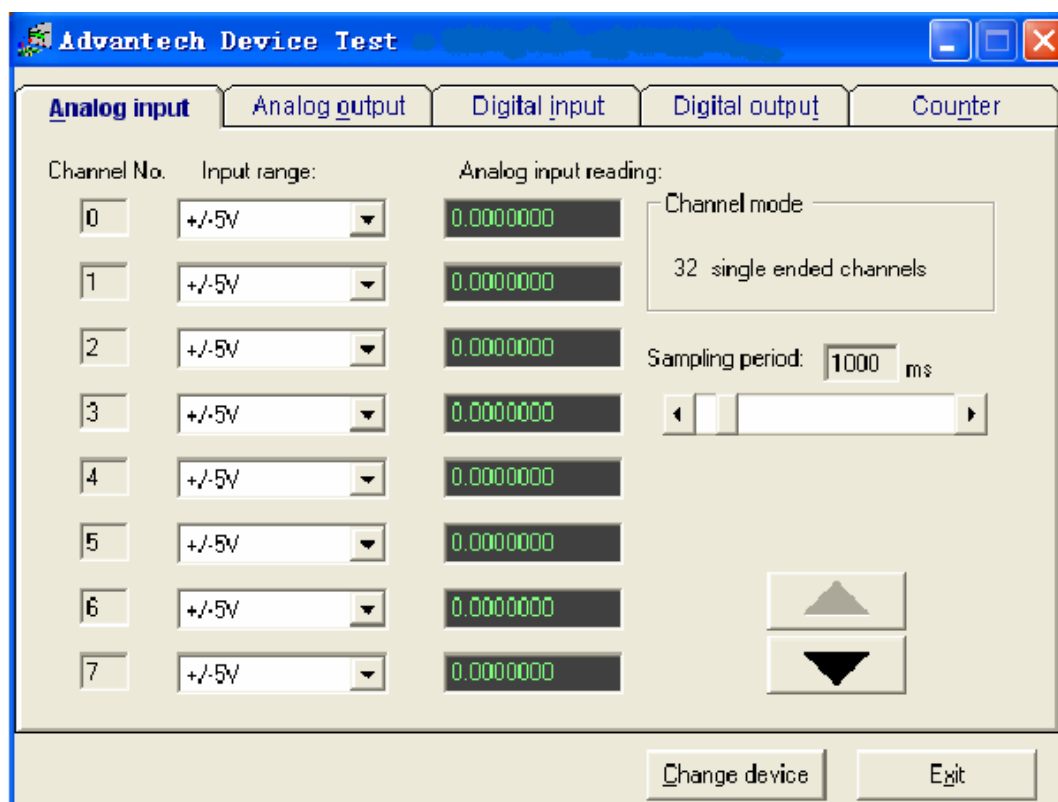 Advantech Device Test
Analog input Analog output Digital input Digital output Counter
Channel No. Input range: Analog input reading:
0 +/-5V 0.0000000 Channel mode
32 single ended channels
1 +/-5V 0.0000000
2 +/-5V 0.0000000 Sampling period: 1000 ms
3 +/-5V 0.0000000
4 +/-5V 0.0000000
5 +/-5V 0.0000000
6 +/-5V 0.0000000
7 +/-5V 0.0000000
Change device Exit